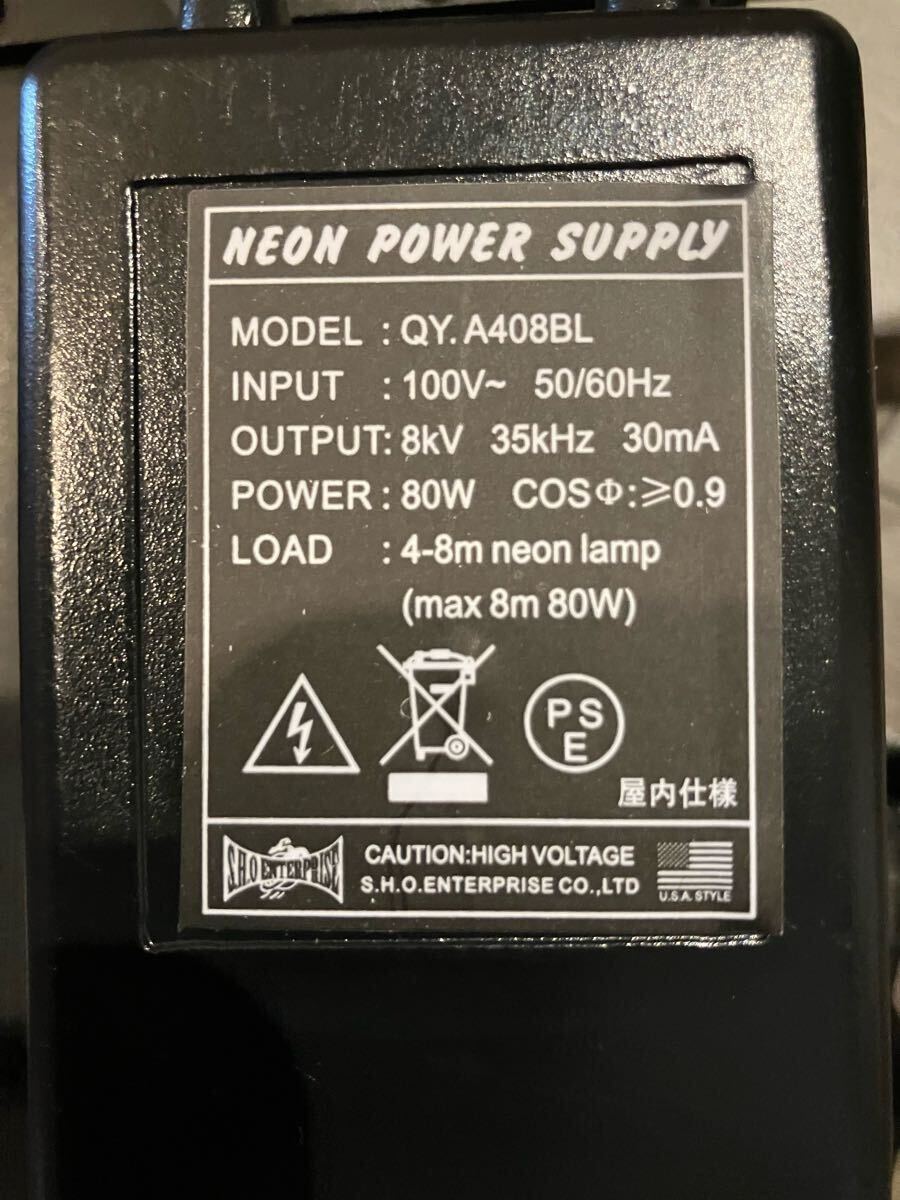 NEON POWER SUPPLY
MODEL : QY. A408BL
INPUT : 100V~ 50/60Hz
OUTPUT: 8kV 35kHz 30mA
POWER : 80W COSΦ:≥0.9
LOAD : 4-8m neon lamp
(max 8m 80W)
PS
E
屋内仕様
S.H.O ENTERPRISE
CAUTION:HIGH VOLTAGE
S.H.O.ENTERPRISE CO.,LTD
U.S.A. STYLE